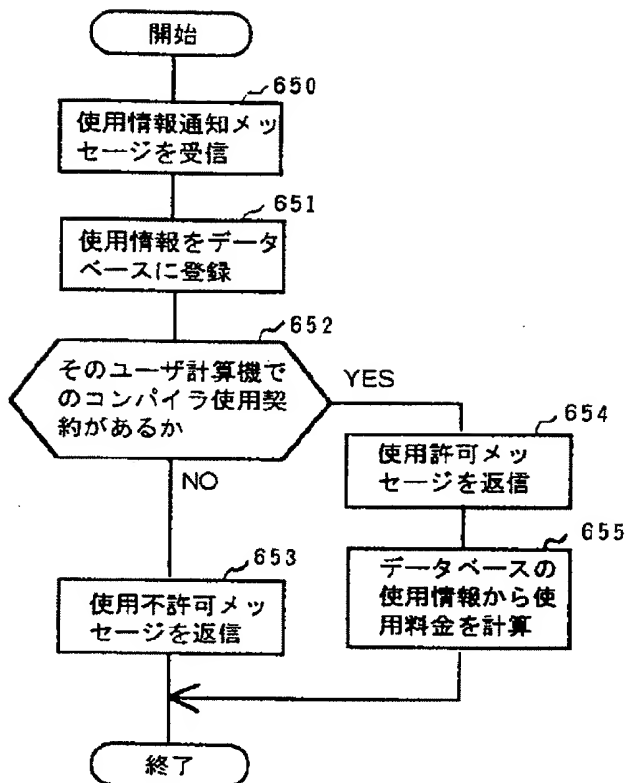 開始
650
使用情報通知メッ
セージを受信
651
使用情報をデータ
ベースに登録
652
そのユーザ計算機で
のコンパイラ使用契
約があるか
YES
NO
654
使用許可メッ
セージを返信
655
データベースの
使用情報から使
用料金を計算
653
使用不許可メッ
セージを返信
終了